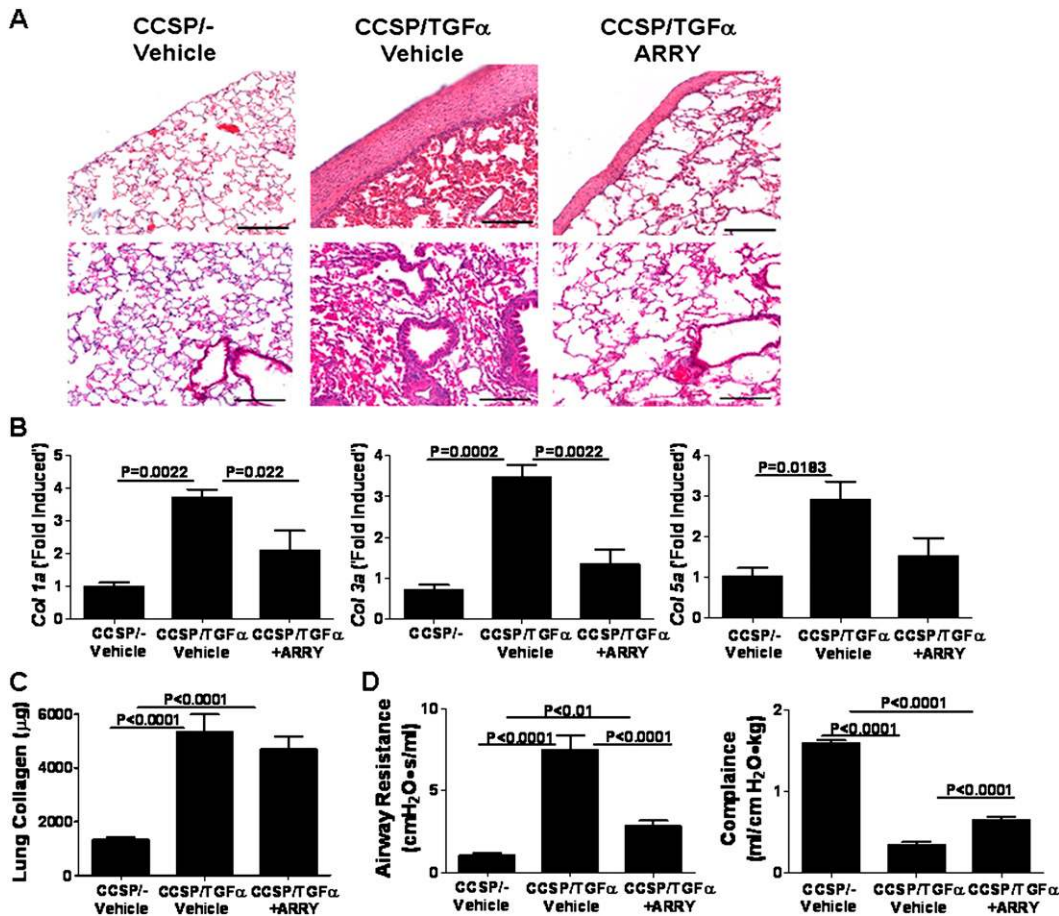 A
CCSP/-
Vehicle
CCSP/TGFα
Vehicle
CCSP/TGFα
ARRY
B
Col 1a ('Fold Induced')
5
4
3
2
1
0
P=0.0022
P=0.022
CCSP/-
Vehicle
CCSP/TGFα
Vehicle
CCSP/TGFα
+ARRY
Col 3a ('Fold Induced')
4
3
2
1
0
P=0.0002
P=0.0022
CCSP/-
Vehicle
CCSP/TGFα
Vehicle
CCSP/TGFα
+ARRY
Col 5a ('Fold Induced')
4
3
2
1
0
P=0.0183
CCSP/-
Vehicle
CCSP/TGFα
Vehicle
CCSP/TGFα
+ARRY
C
Lung Collagen (μg)
6000
4000
2000
0
P<0.0001
P<0.0001
CCSP/-
Vehicle
CCSP/TGFα
Vehicle
CCSP/TGFα
+ARRY
D
Airway Resistance
(cmH₂O•s/ml)
10
5
0
P<0.01
P<0.0001
P<0.0001
CCSP/-
Vehicle
CCSP/TGFα
Vehicle
CCSP/TGFα
+ARRY
Complaince
(ml/cm H₂O•kg)
2
1
0
P<0.0001
P<0.0001
P<0.0001
CCSP/-
Vehicle
CCSP/TGFα
Vehicle
CCSP/TGFα
+ARRY